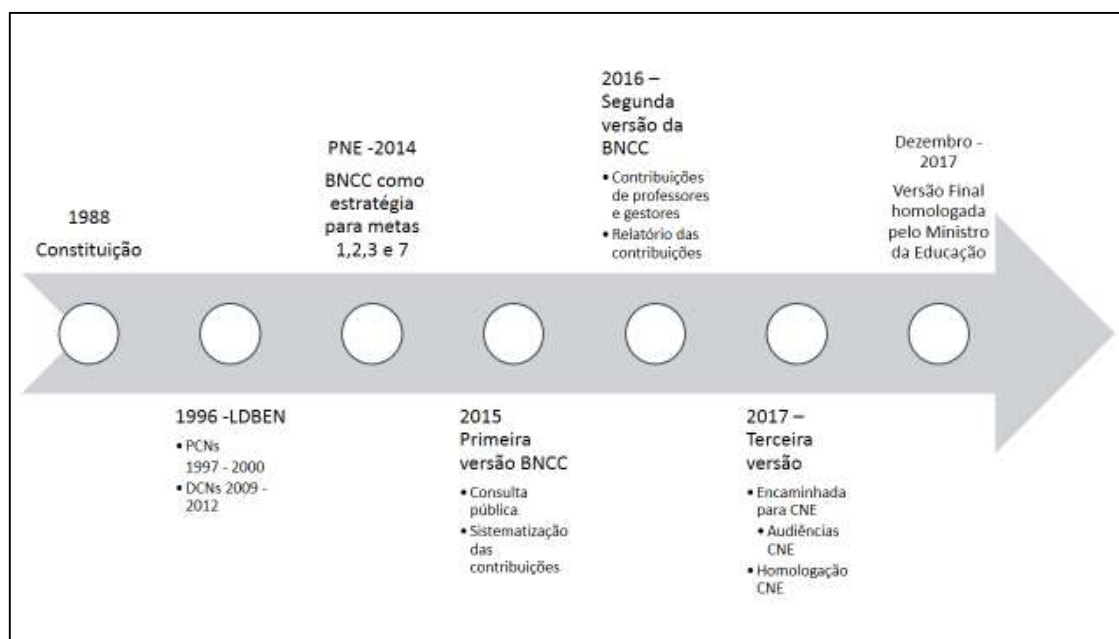 1988
Constituição
1996 -LDBEN
• PCNs
1997 - 2000
• DCNs 2009 -
2012
PNE -2014
BNCC como
estratégia
para metas
1,2,3 e 7
2015
Primeira
versão BNCC
• Consulta
pública
• Sistematização
das
contribuições
2016 –
Segunda
versão da
BNCC
• Contribuições
de professores
e gestores
• Relatório das
contribuições
2017 –
Terceira
versão
• Encaminhada
para CNE
• Audiências
CNE
• Homologação
CNE
Dezembro -
2017
Versão Final
homologada
pelo Ministro
da Educação